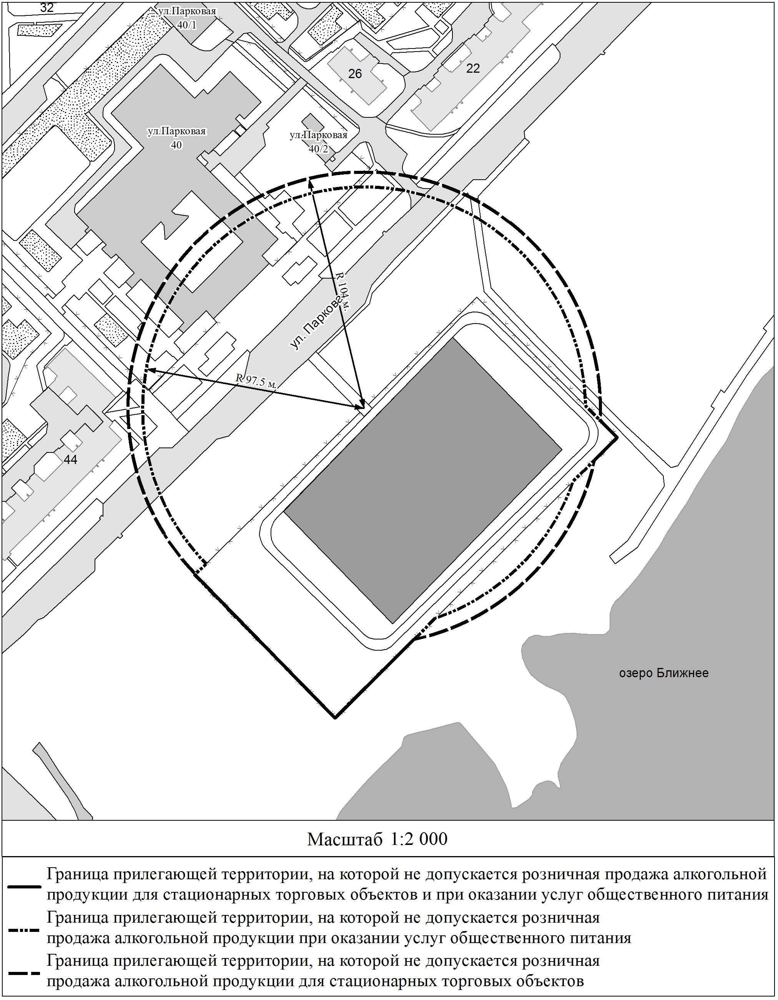 32
ул.Парковая
40/1
26
22
ул.Парковая
40
ул.Парковая
40/2
R 104 м.
ул. Парковая
R 97.5 м.
44
озеро Ближнее
Масштаб 1:2 000
Граница прилегающей территории, на которой не допускается розничная продажа алкогольной
продукции для стационарных торговых объектов и при оказании услуг общественного питания
Граница прилегающей территории, на которой не допускается розничная
продажа алкогольной продукции при оказании услуг общественного питания
Граница прилегающей территории, на которой не допускается розничная
продажа алкогольной продукции для стационарных торговых объектов